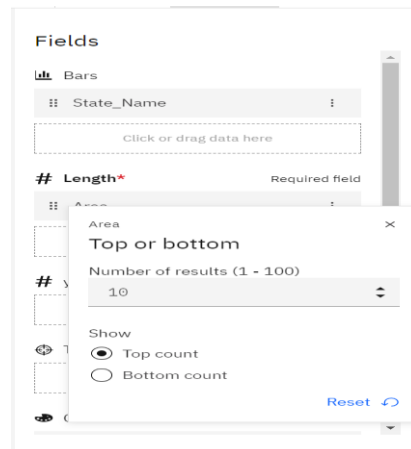 Fields
Bars
State_Name
Click or drag data here
# Length* Required field
Area
Area
Top or bottom
Number of results (1 - 100)
10
Show
Top count
Bottom count
Reset